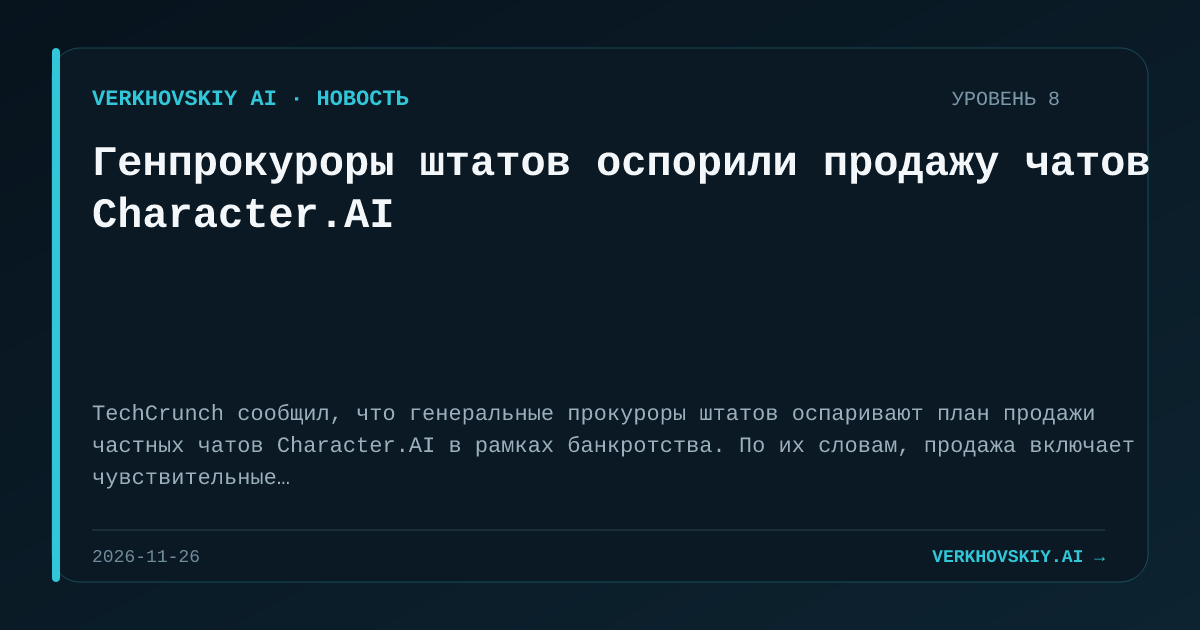 VERKHOVSKIY AI · НОВОСТЬ
УРОВЕНЬ 8
Генпрокуроры штатов оспорили продажу чатов
Character.AI
TechCrunch сообщил, что генеральные прокуроры штатов оспаривают план продажи
частных чатов Character.AI в рамках банкротства. По их словам, продажа включает
чувствительные…
2026-11-26
VERKHOVSKIY.AI →